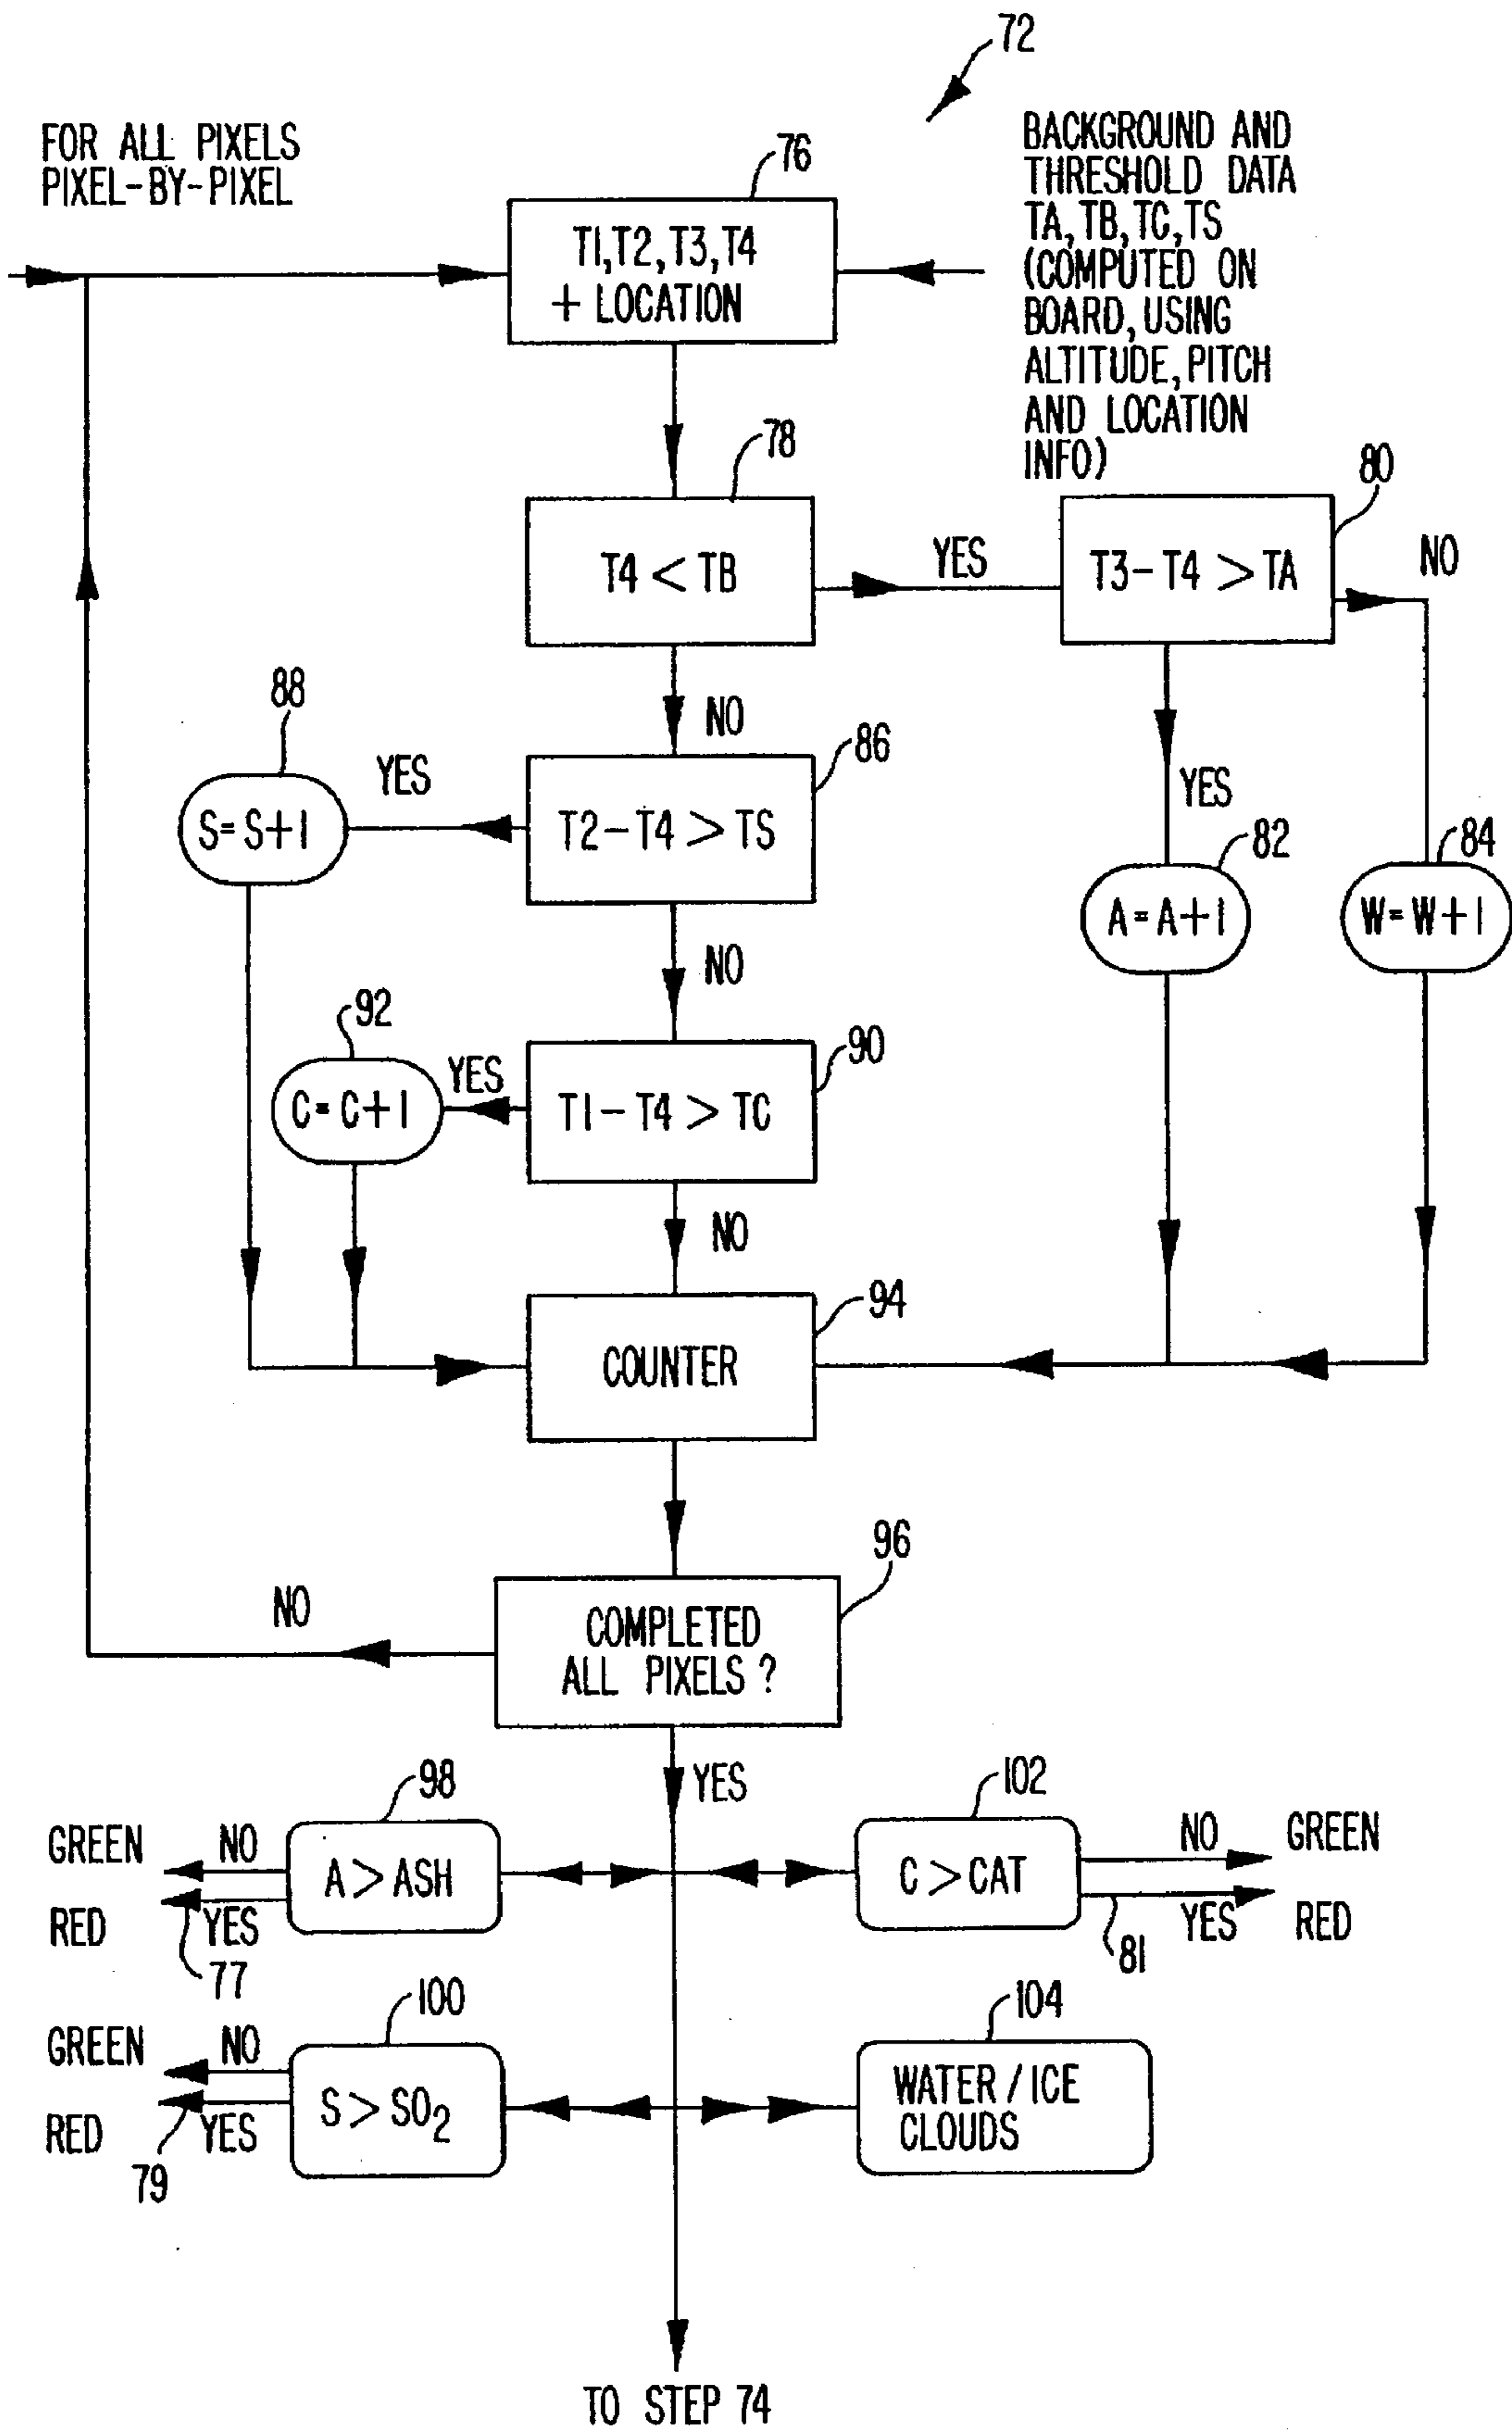 72
FOR ALL PIXELS
PIXEL-BY-PIXEL
76
T1,T2,T3,T4
+ LOCATION
BACKGROUND AND
THRESHOLD DATA
TA,TB,TC,TS
(COMPUTED ON
BOARD, USING
ALTITUDE, PITCH
AND LOCATION
INFO)
78
T4 < TB
YES
80
T3-T4 > TA
NO
NO
88
S=S+1
YES
86
T2-T4 > TS
YES
82
A=A+1
84
W=W+1
NO
92
C=C+1
YES
90
T1-T4 > TC
NO
94
COUNTER
96
COMPLETED
ALL PIXELS ?
NO
YES
98
A > ASH
GREEN
NO
RED
YES
77
102
C > CAT
NO
GREEN
YES
RED
81
100
S > SO2
GREEN
NO
RED
YES
79
104
WATER / ICE
CLOUDS
TO STEP 74